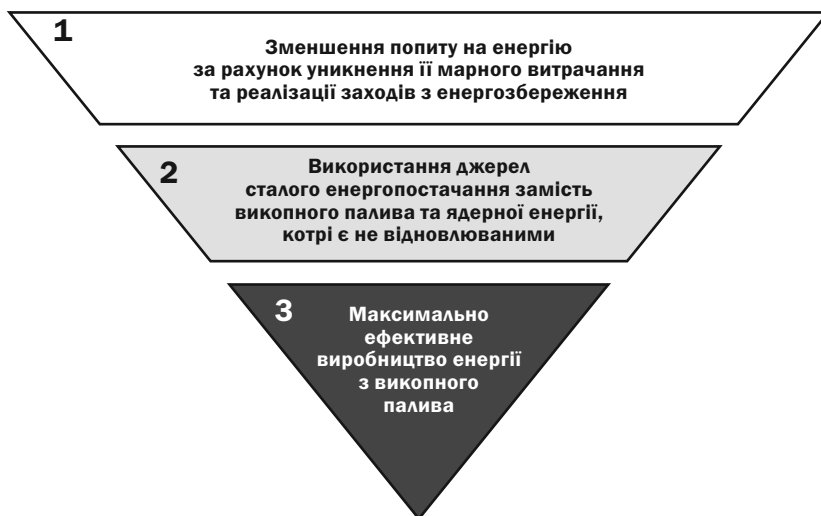 1
Зменшення попиту на енергію
за рахунок уникнення її марного витрачання
та реалізації заходів з енергозбереження
2
Використання джерел
сталого енергопостачання замість
викопного палива та ядерної енергії,
котрі є не відновлюваними
3
Максимально
ефективне
виробництво енергії
з викопного
палива